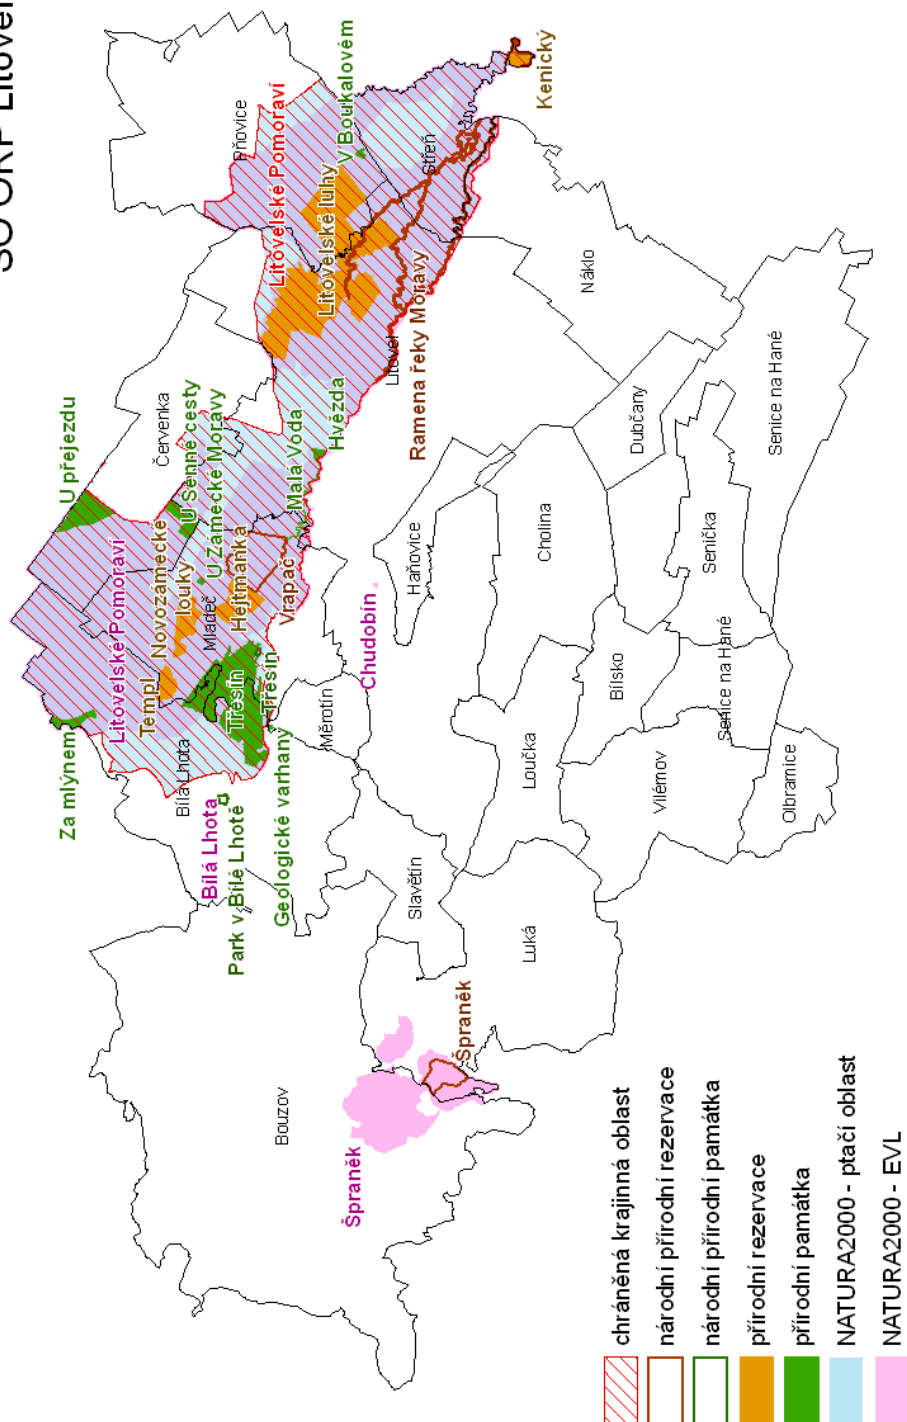 SO ORP Litovel
Pňovice
Litovelské Pomoraví
V Boukalovém
Kenický
Střeň
Litovelské luhy
Ramena řeky Moravy
Litovel
Náklo
Červenka
U přejezdu
U Senné cesty
U Zámecké Moravy
Malá Voda
Hvězda
Litovelské Pomoraví
Novozámecké
louky
Mladeč
Hejtmanka
Vrapač
Templ
Třesín
Třesín
Za mlýnem
Bílá Lhota
Bílá Lhota
Park v Bílé Lhotě
Geologické varhany
Měrotín
Chudobín
Haňovice
Cholina
Dubčany
Senice na Hané
Senička
Bílsko
Senice na Hané
Loučka
Vilémov
Olbramice
Slavětín
Luká
Bouzov
Špraněk
Špraněk
chráněná krajinná oblast
národní přírodní rezervace
národní přírodní památka
přírodní rezervace
přírodní památka
NATURA2000 - ptačí oblast
NATURA2000 - EVL